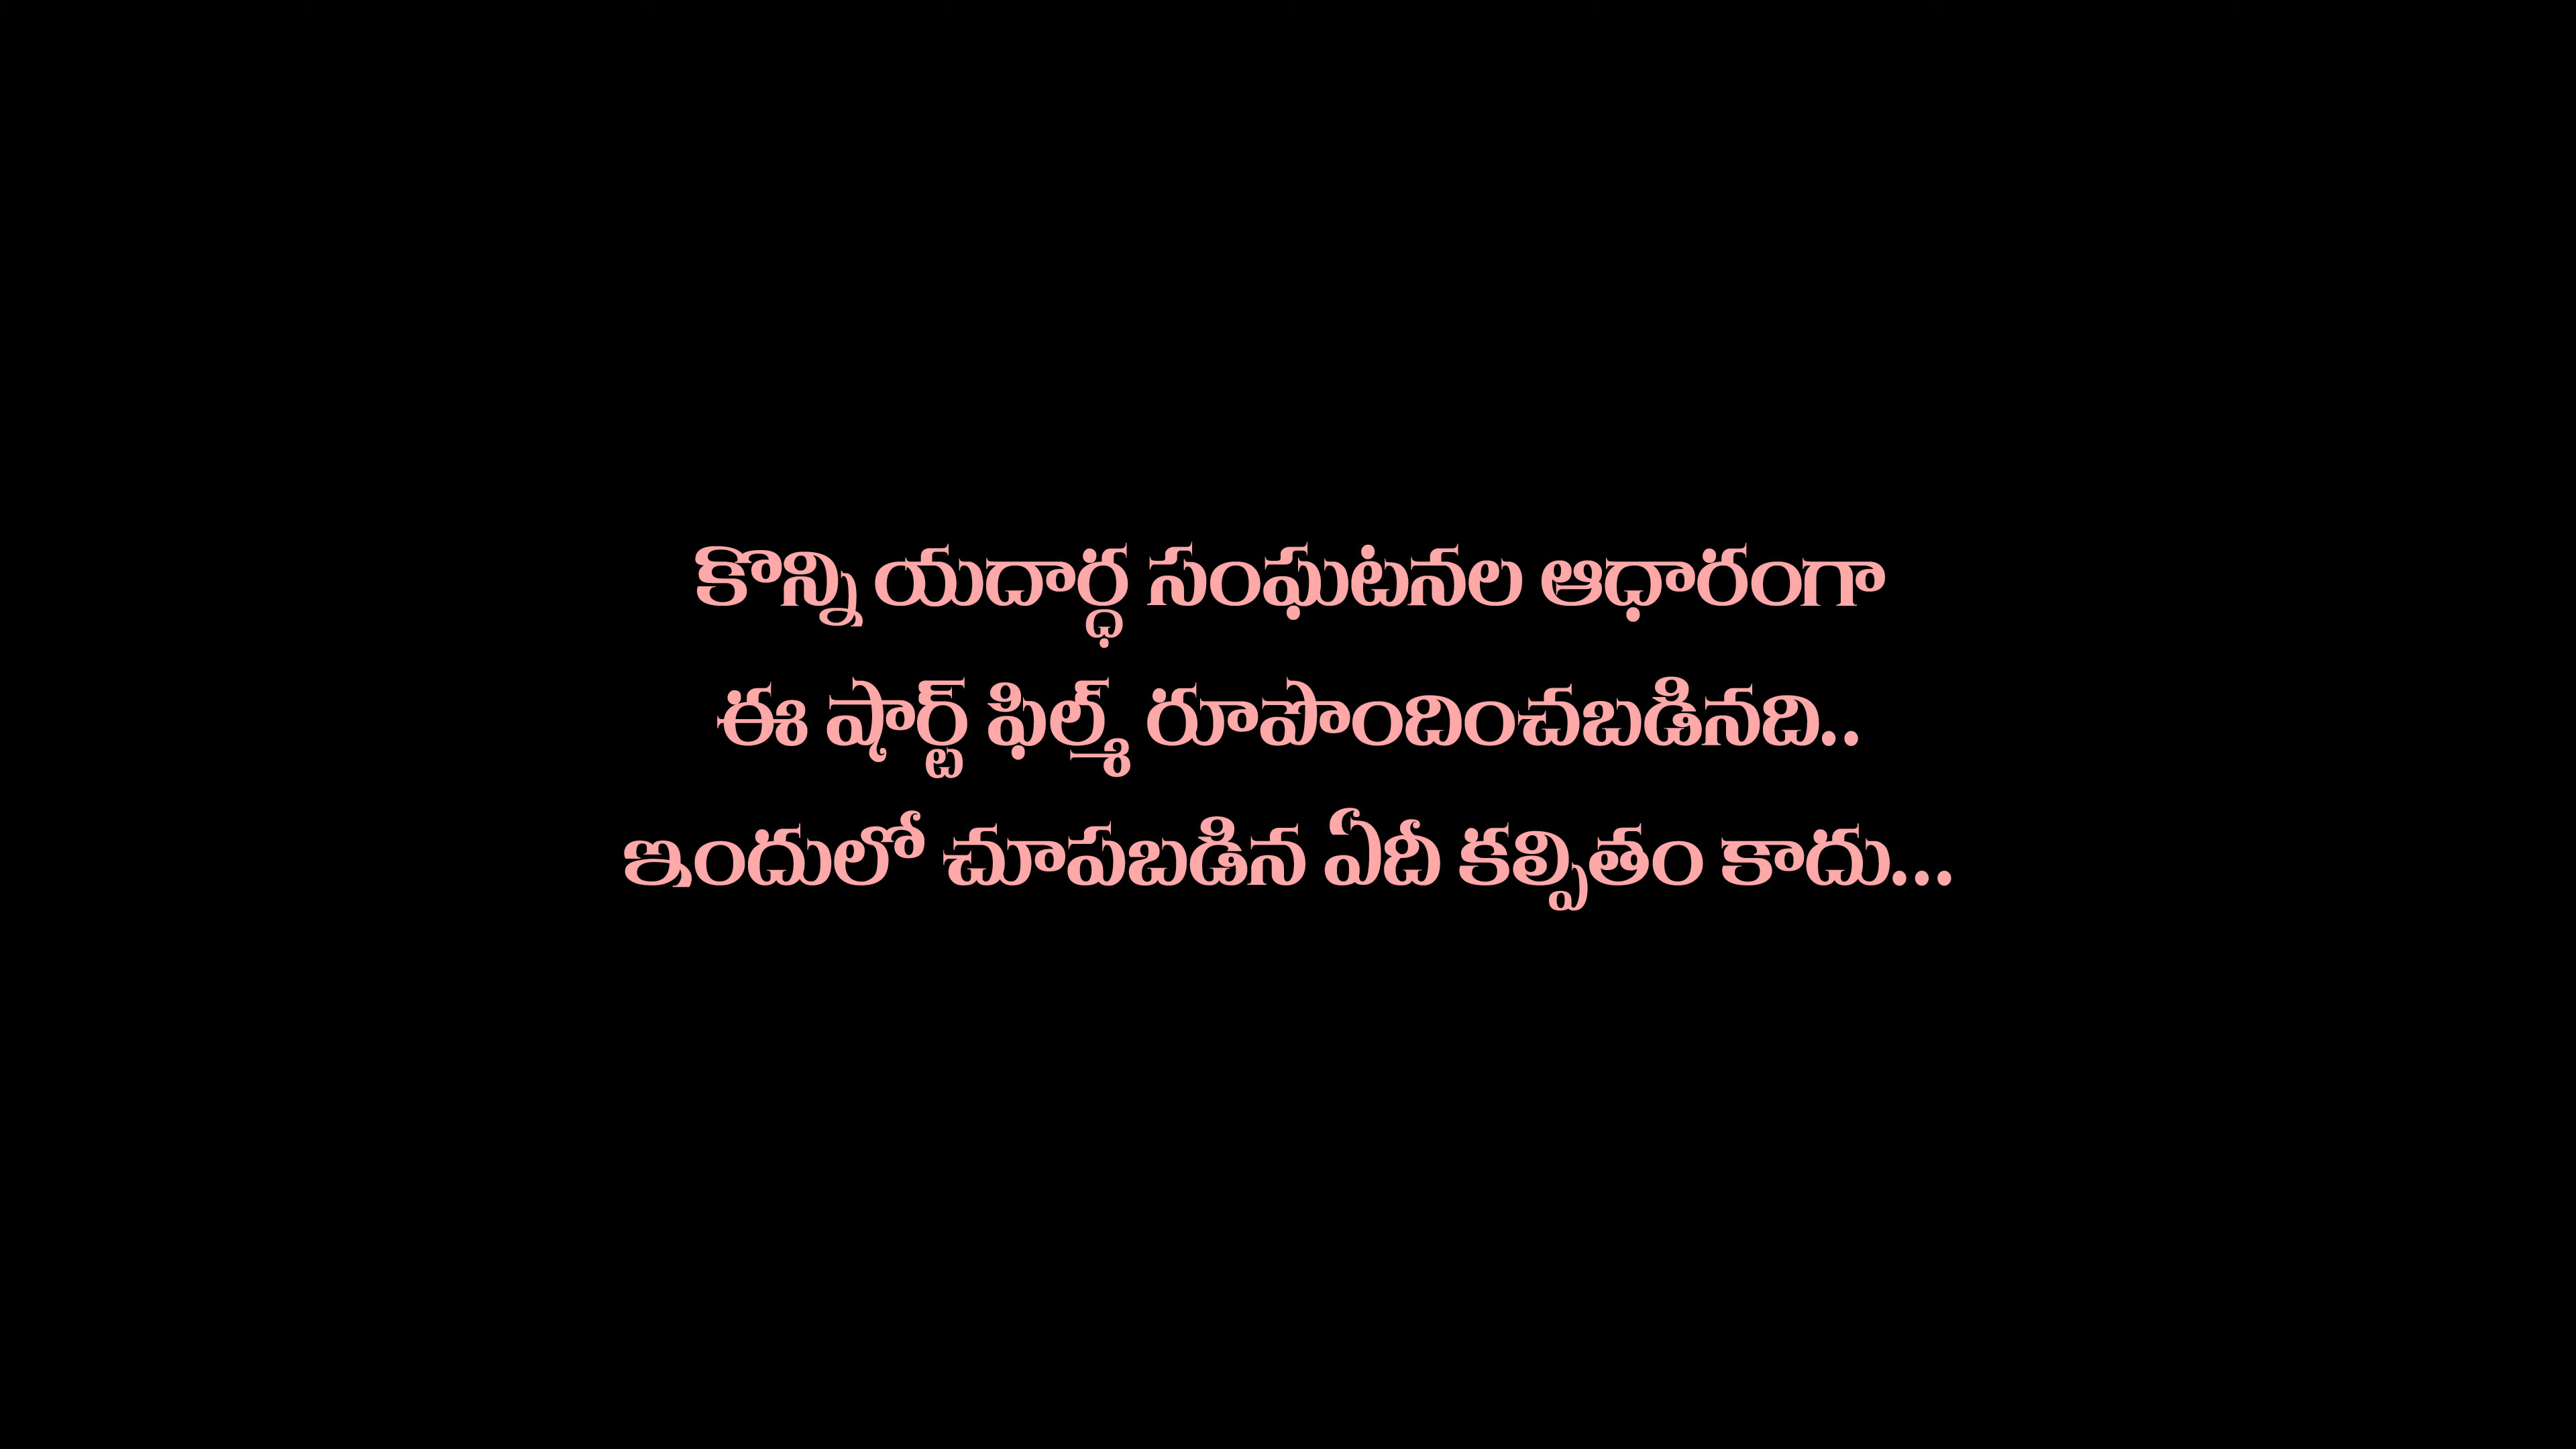 కొన్ని యదార్ధ సంఘటనల ఆధారంగా
ఈ షార్ట్ ఫిల్మ్ రూపొందించబడినది..
ఇందులో చూపబడిన ఏదీ కల్పితం కాదు...